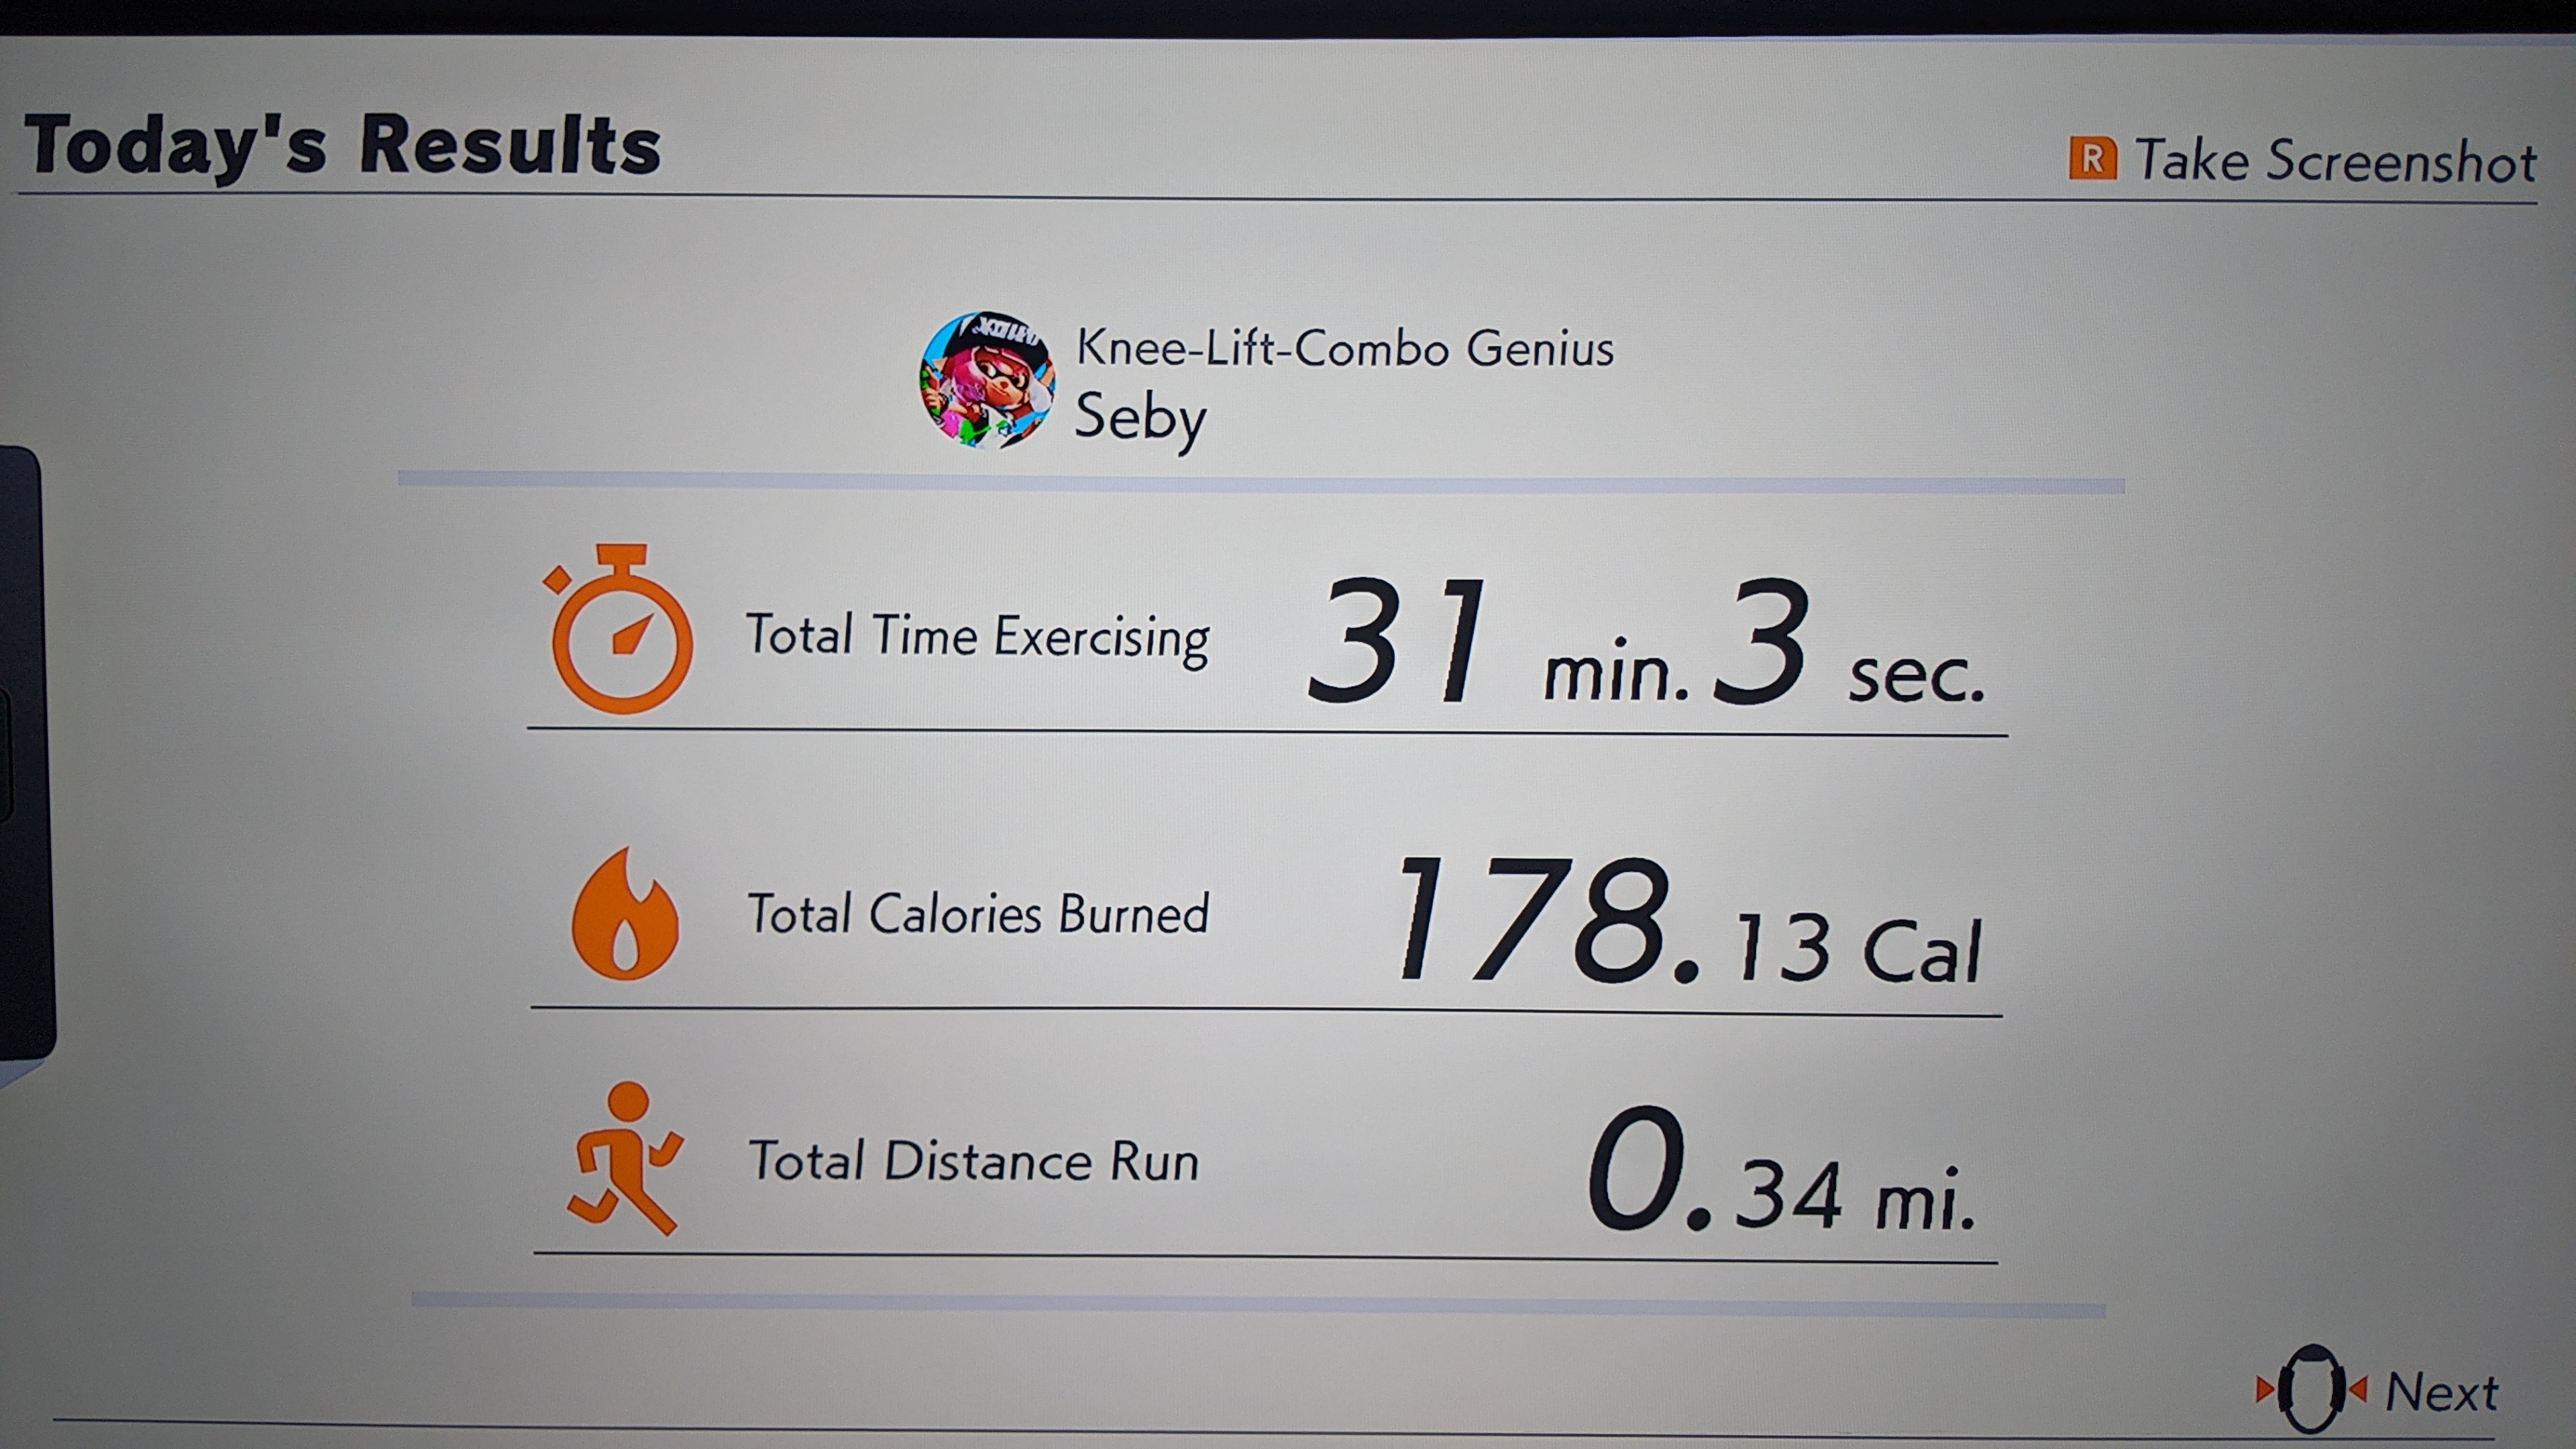 Today's Results
R Take Screenshot
Knee-Lift-Combo Genius
Seby
Total Time Exercising 31 min. 3 sec.
Total Calories Burned 178.13 Cal
Total Distance Run 0.34 mi.
Next